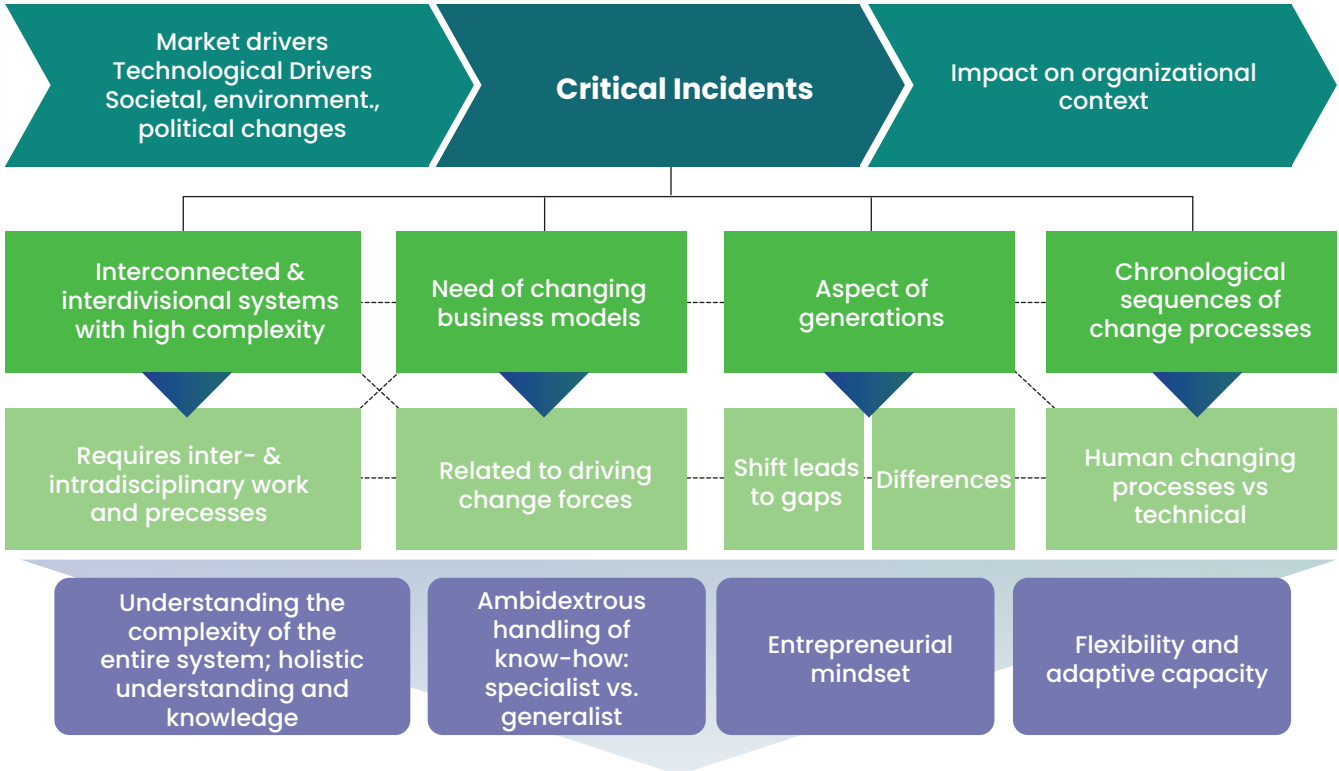 Market drivers
Technological Drivers
Societal, environment.,
political changes
Critical Incidents
Impact on organizational
context
Interconnected &
interdivisional systems
with high complexity
Need of changing
business models
Aspect of
generations
Chronological
sequences of
change processes
Requires inter- &
intradisciplinary work
and precesses
Related to driving
change forces
Shift leads
to gaps
Differences
Human changing
processes vs
technical
Understanding the
complexity of the
entire system; holistic
understanding and
knowledge
Ambidextrous
handling of
know-how:
specialist vs.
generalist
Entrepreneurial
mindset
Flexibility and
adaptive capacity